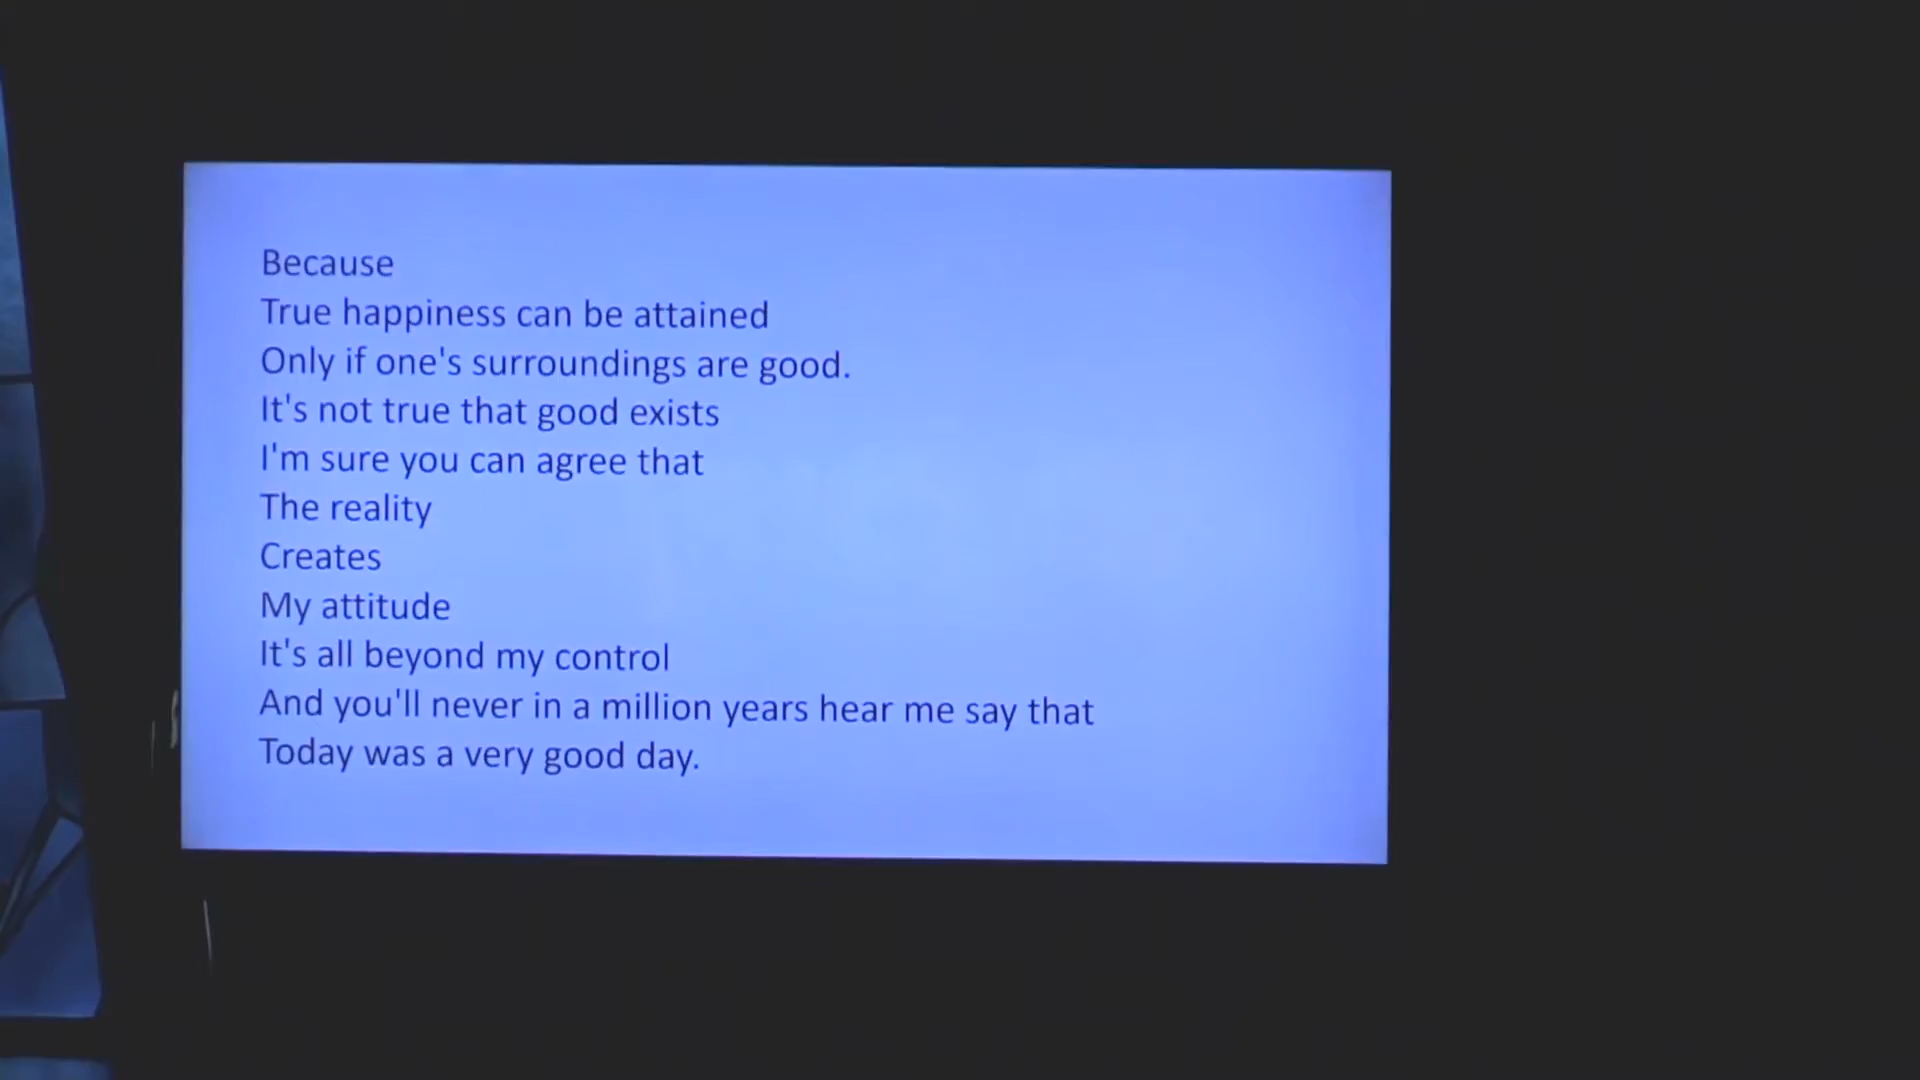 Because
True happiness can be attained
Only if one's surroundings are good.
It's not true that good exists
I'm sure you can agree that
The reality
Creates
My attitude
It's all beyond my control
And you'll never in a million years hear me say that
Today was a very good day.